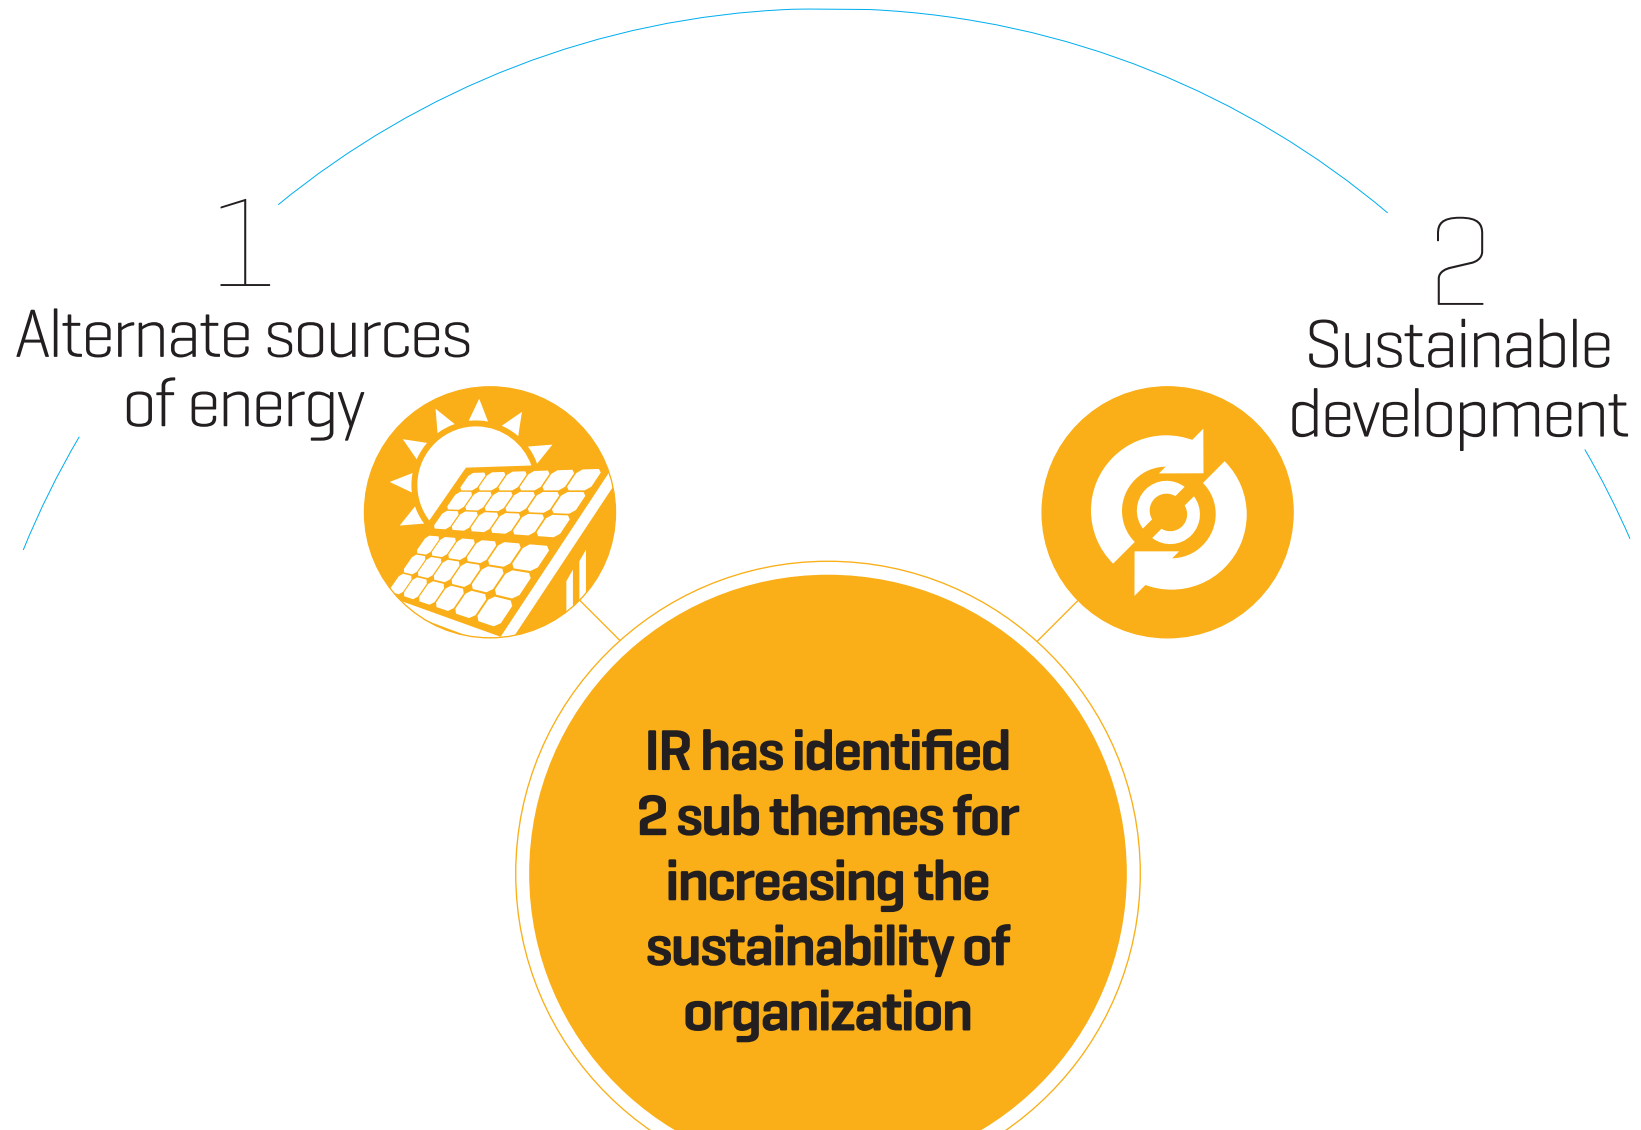 1
Alternate sources
of energy
2
Sustainable
development
IR has identified
2 sub themes for
increasing the
sustainability of
organization